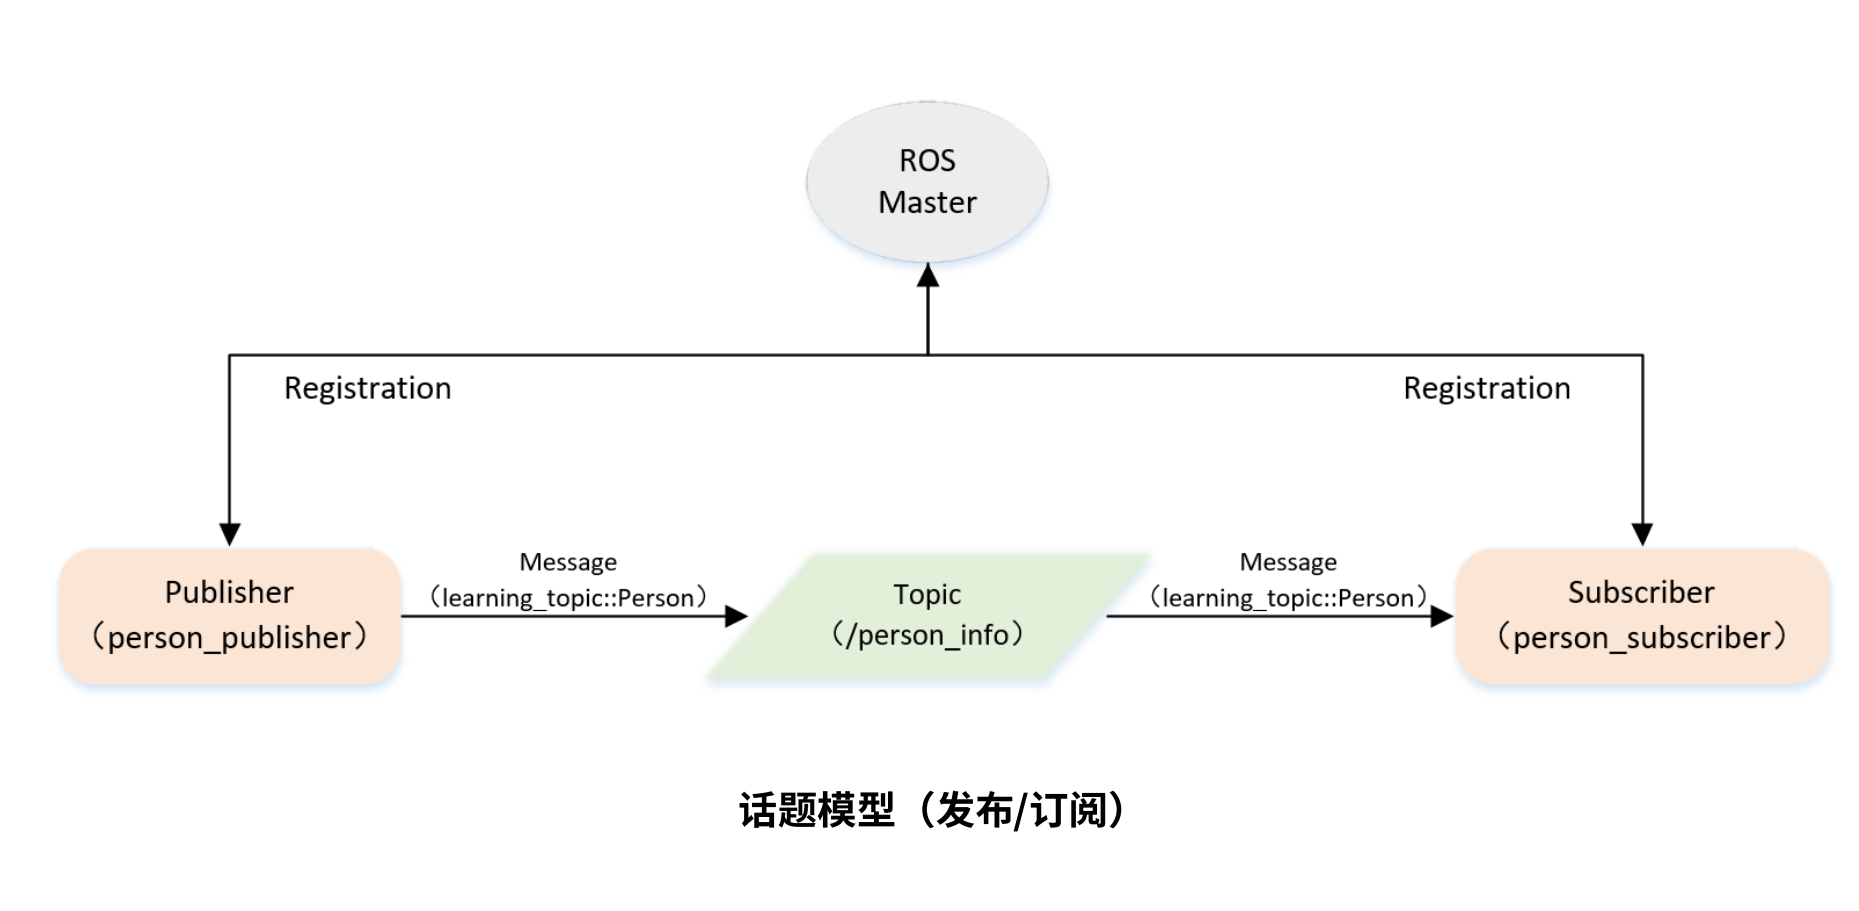 ROS
Master
Registration
Registration
Message
（learning_topic::Person）
Message
（learning_topic::Person）
Publisher
（person_publisher）
Topic
（/person_info）
Subscriber
（person_subscriber）
话题模型（发布/订阅）